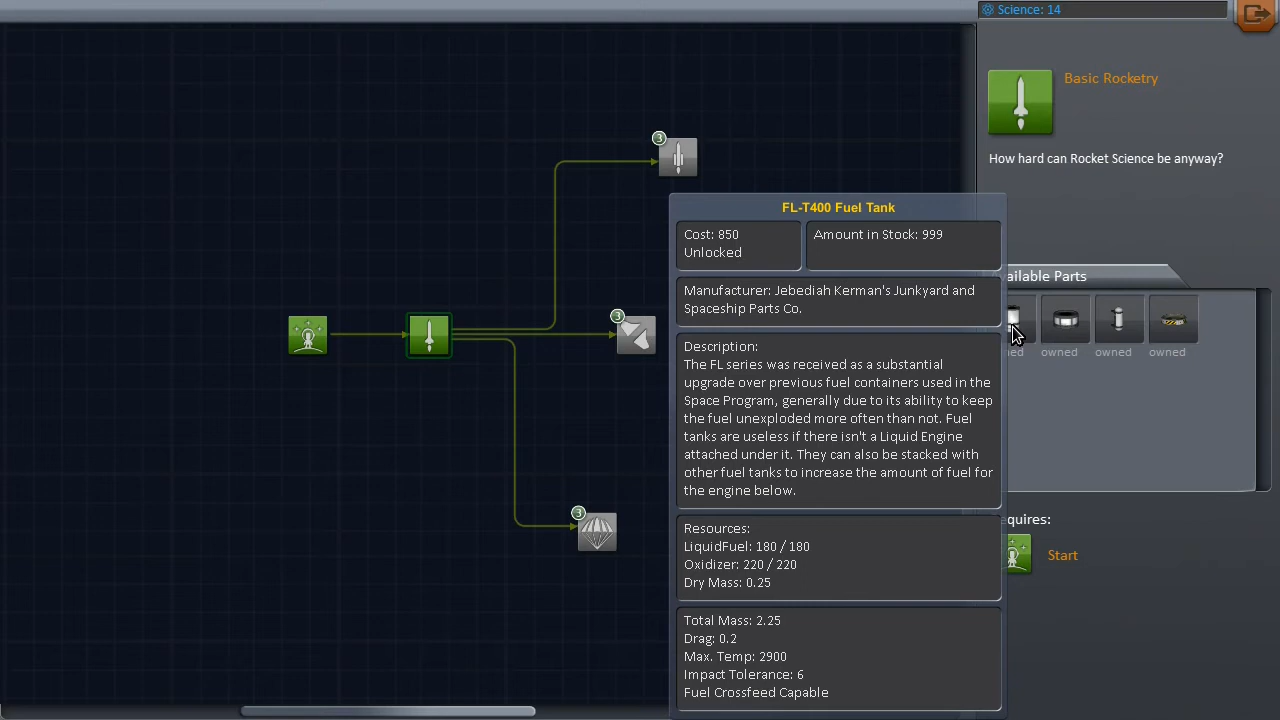 Science: 14
Basic Rocketry
How hard can Rocket Science be anyway?
3
FL-T400 Fuel Tank
Cost: 850
Unlocked
Amount in Stock: 999
Manufacturer: Jebediah Kerman's Junkyard and
Spaceship Parts Co.
ailable Parts
3
Description:
The FL series was received as a substantial
upgrade over previous fuel containers used in the
Space Program, generally due to its ability to keep
the fuel unexploded more often than not. Fuel
tanks are useless if there isn't a Liquid Engine
attached under it. They can also be stacked with
other fuel tanks to increase the amount of fuel for
the engine below.
ned
owned
owned
owned
3
Resources:
LiquidFuel: 180 / 180
Oxidizer: 220 / 220
Dry Mass: 0.25
equires:
Start
Total Mass: 2.25
Drag: 0.2
Max. Temp: 2900
Impact Tolerance: 6
Fuel Crossfeed Capable